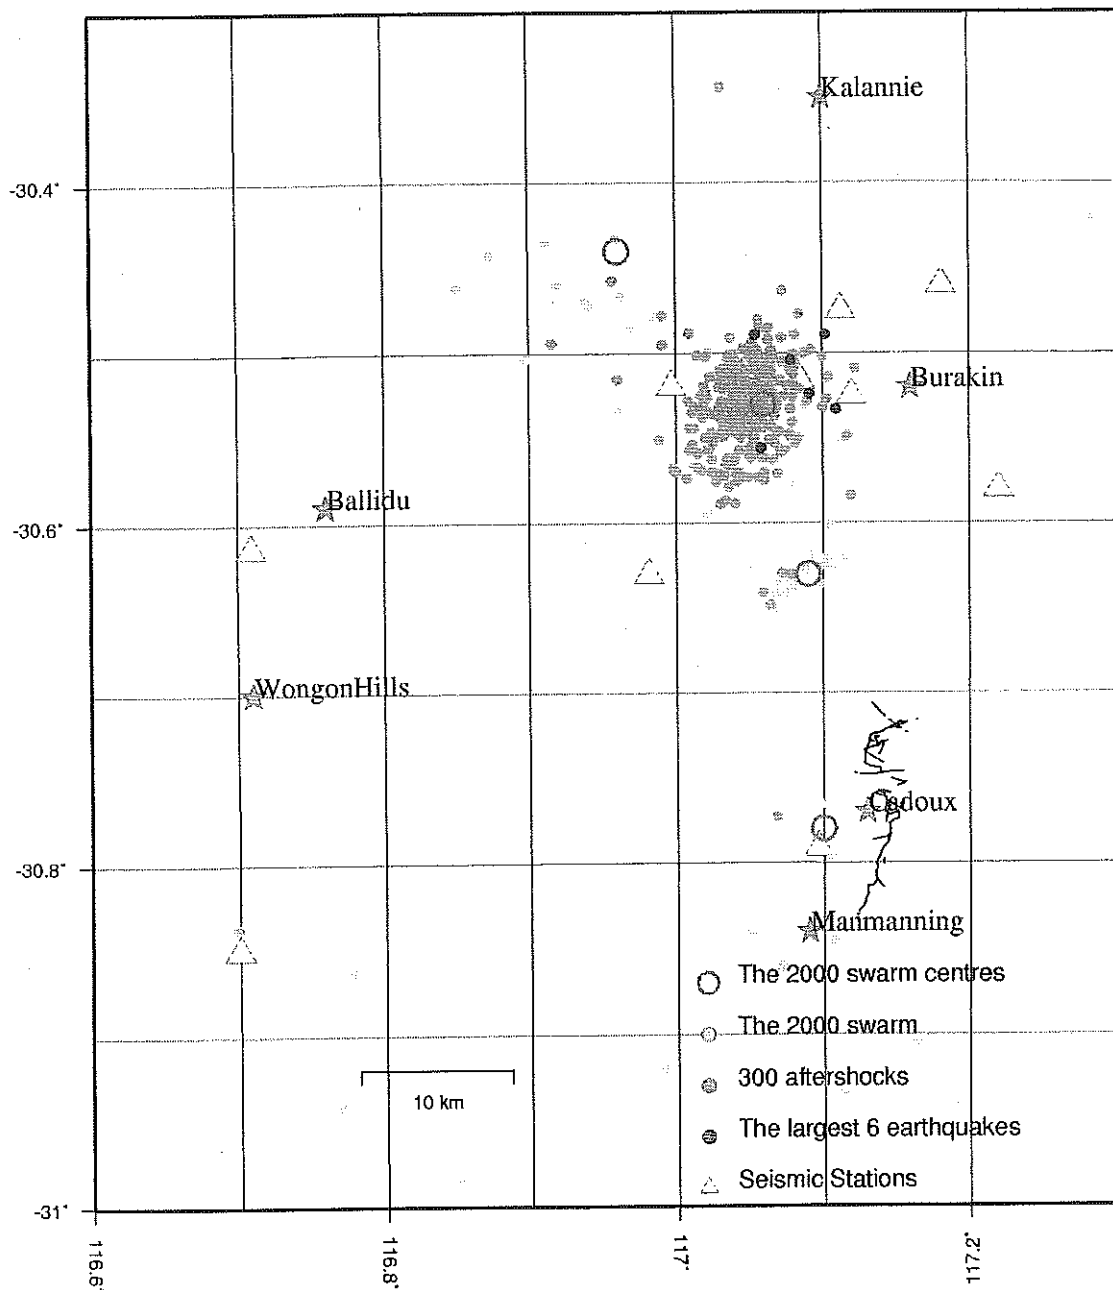 Kalannie
-30.4°
Burakin
Ballidu
-30.6°
WongonHills
Cadoux
-30.8°
Manmanning
The 2000 swarm centres
The 2000 swarm
300 aftershocks
10 km
The largest 6 earthquakes
Seismic Stations
-31°
116.6°
116.8°
117°
117.2°